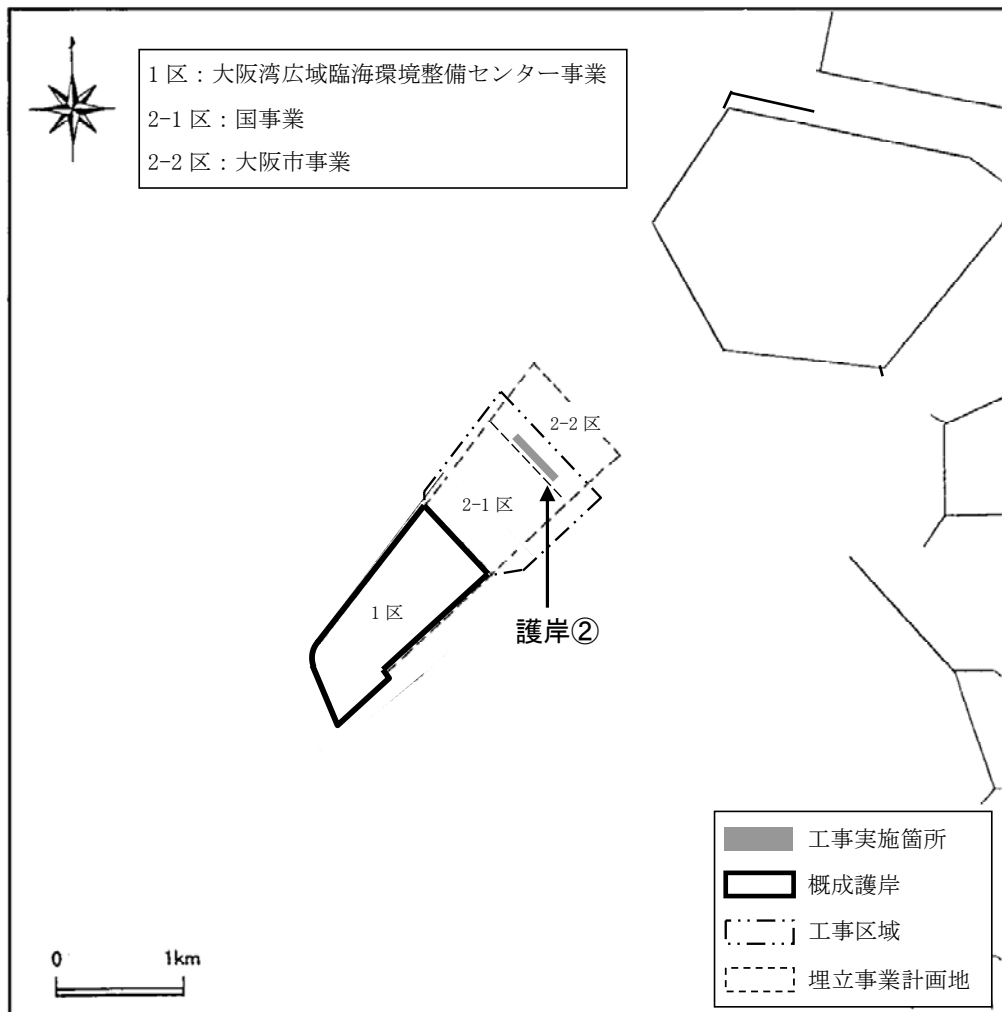 1区：大阪湾広域臨海環境整備センター事業
2-1区：国事業
2-2区：大阪市事業
2-2区
2-1区
1区
護岸②
工事実施箇所
概成護岸
工事区域
埋立事業計画地
0 1km